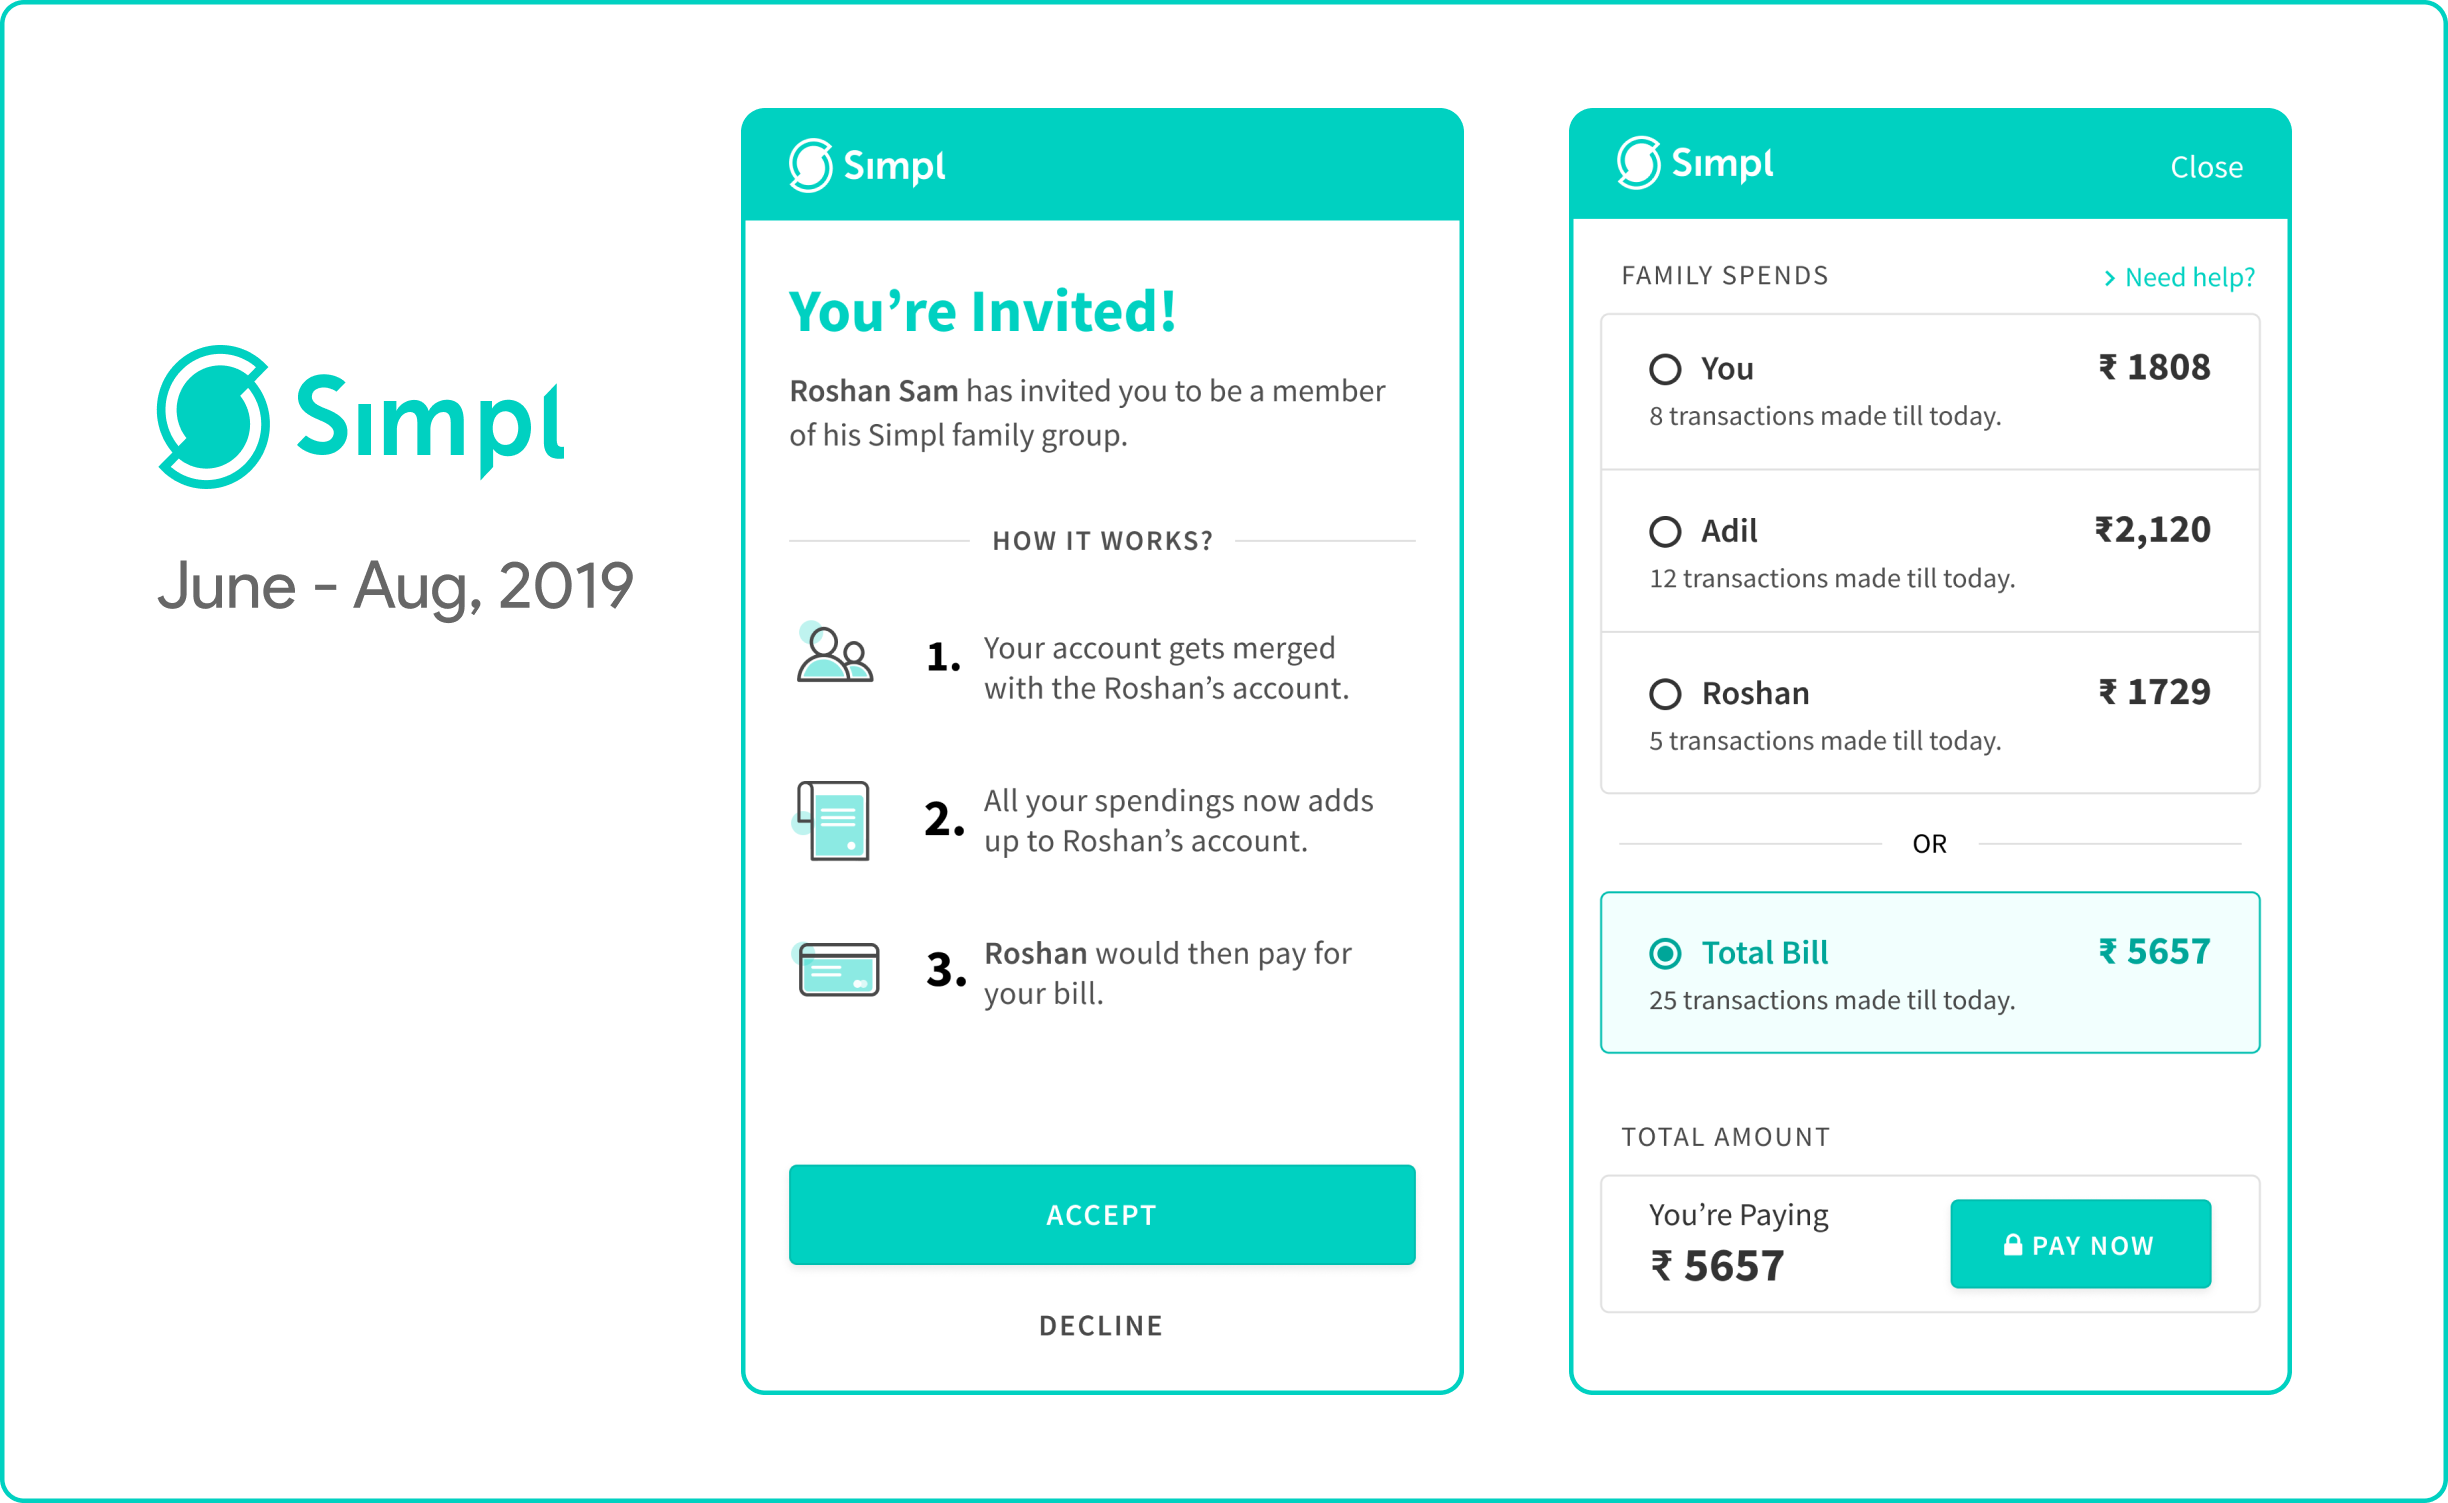 Simpl
June - Aug, 2019
Simpl
You’re Invited!
Roshan Sam has invited you to be a member
of his Simpl family group.
HOW IT WORKS?
1. Your account gets merged
with the Roshan’s account.
2. All your spendings now adds
up to Roshan’s account.
3. Roshan would then pay for
your bill.
ACCEPT
DECLINE
Simpl
Close
FAMILY SPENDS
> Need help?
You ₹ 1808
8 transactions made till today.
Adil ₹2,120
12 transactions made till today.
Roshan ₹ 1729
5 transactions made till today.
OR
Total Bill ₹ 5657
25 transactions made till today.
TOTAL AMOUNT
You’re Paying
₹ 5657
PAY NOW